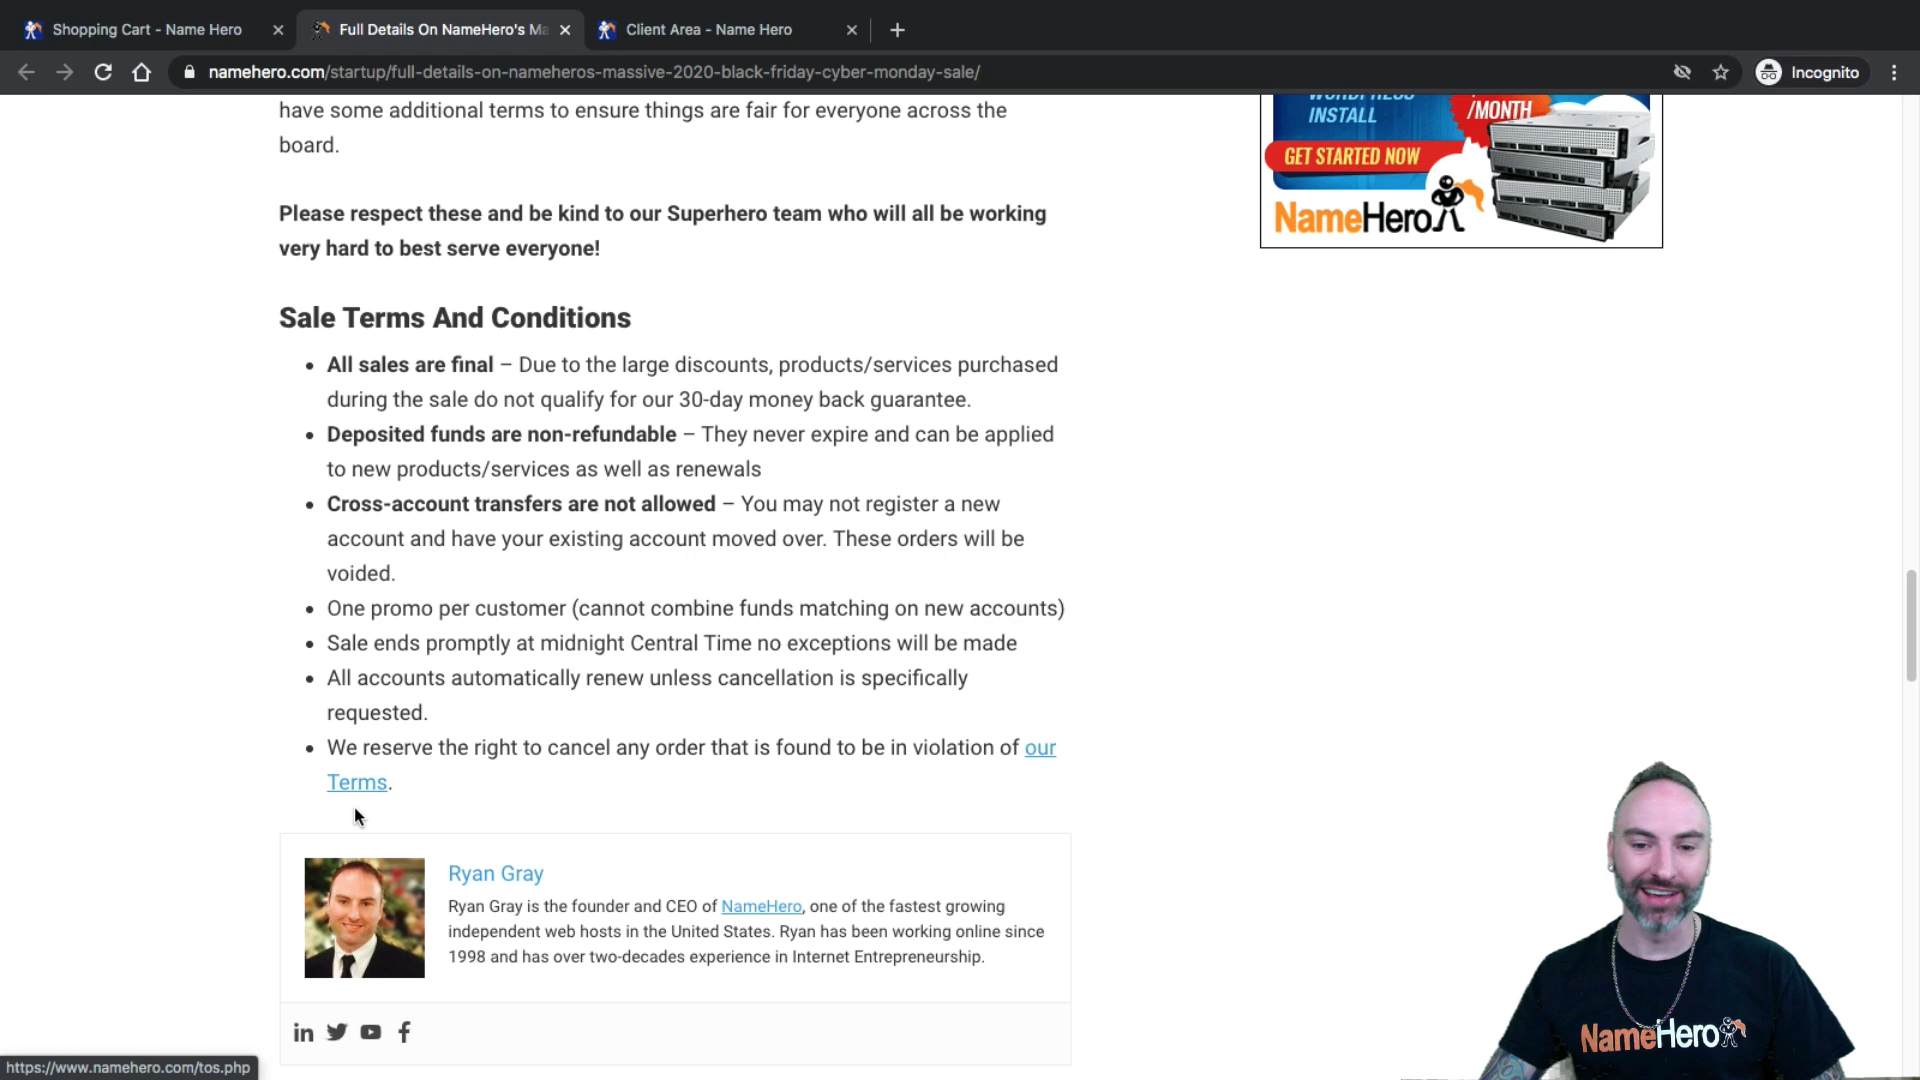 Shopping Cart - Name Hero
Full Details On NameHero's Ma
Client Area - Name Hero
namehero.com/startup/full-details-on-nameheros-massive-2020-black-friday-cyber-monday-sale/
Incognito
have some additional terms to ensure things are fair for everyone across the
board.
Please respect these and be kind to our Superhero team who will all be working
very hard to best serve everyone!
Sale Terms And Conditions
• All sales are final – Due to the large discounts, products/services purchased
during the sale do not qualify for our 30-day money back guarantee.
• Deposited funds are non-refundable – They never expire and can be applied
to new products/services as well as renewals
• Cross-account transfers are not allowed – You may not register a new
account and have your existing account moved over. These orders will be
voided.
• One promo per customer (cannot combine funds matching on new accounts)
• Sale ends promptly at midnight Central Time no exceptions will be made
• All accounts automatically renew unless cancellation is specifically
requested.
• We reserve the right to cancel any order that is found to be in violation of our
Terms.
Ryan Gray
Ryan Gray is the founder and CEO of NameHero, one of the fastest growing
independent web hosts in the United States. Ryan has been working online since
1998 and has over two-decades experience in Internet Entrepreneurship.
https://www.namehero.com/tos.php
WORDPRESS
INSTALL
/MONTH
GET STARTED NOW
NameHero
NameHero